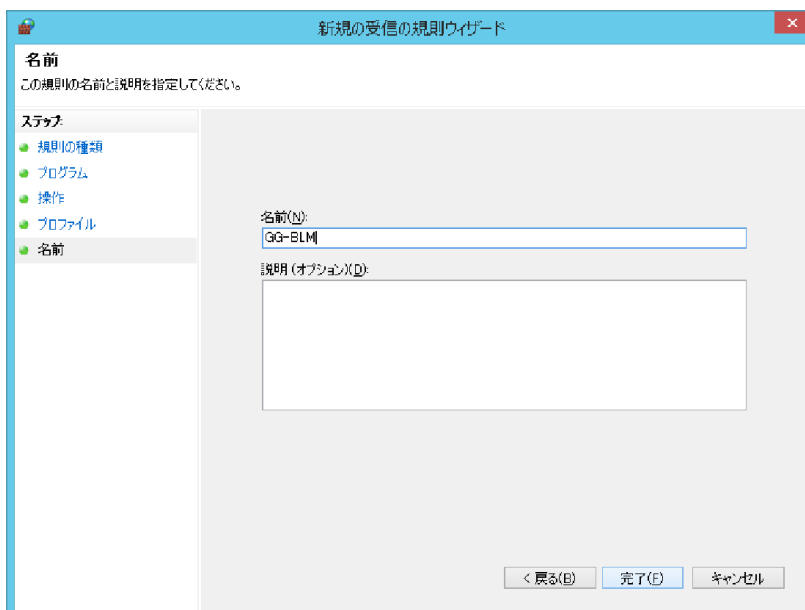 新規の受信の規則ウィザード
名前
この規則の名前と説明を指定してください。
ステップ:
規則の種類
プログラム
操作
プロファイル
名前
名前(N):
GG-BLM
説明 (オプション)(D):
< 戻る(B)
完了(F)
キャンセル